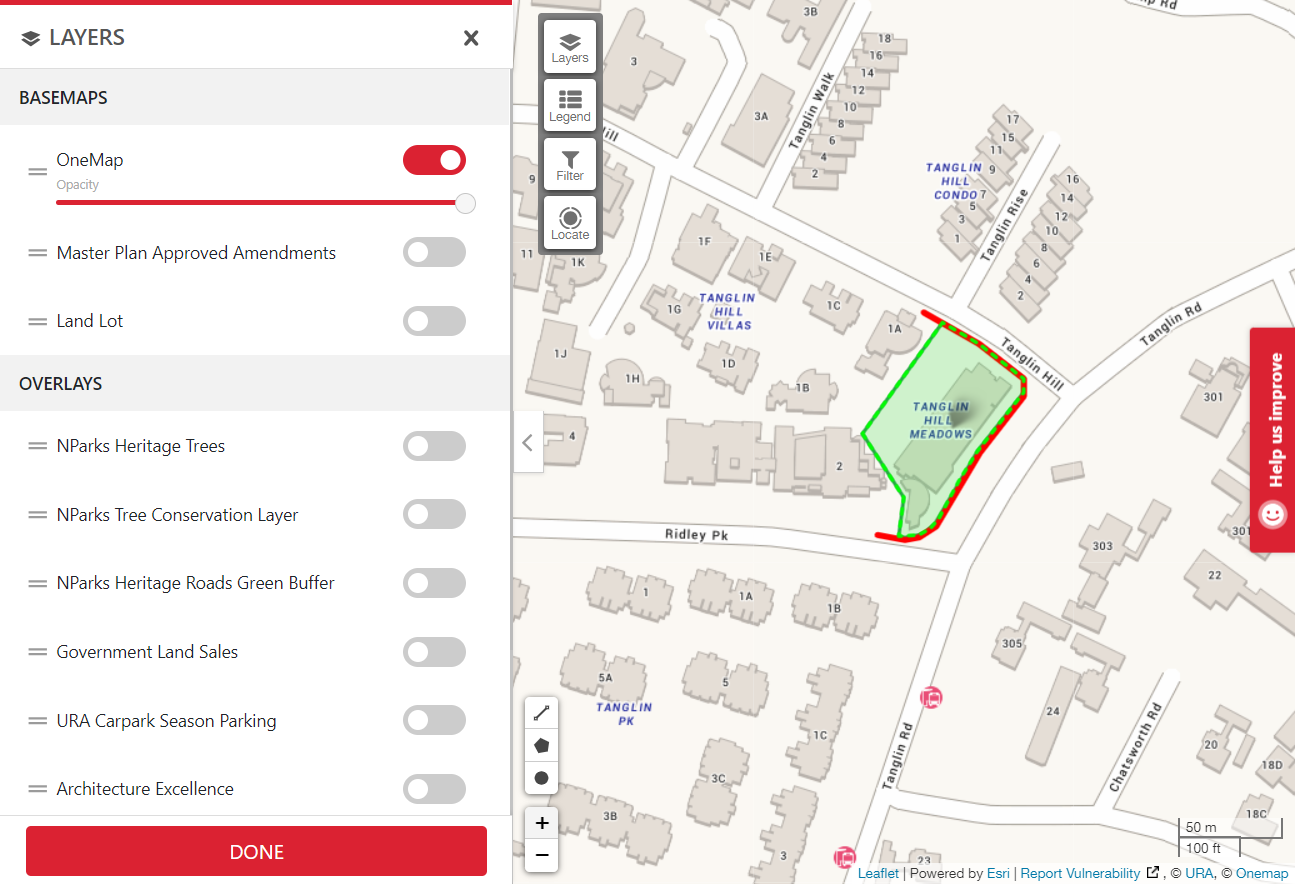 LAYERS
BASEMAPS
OneMap
Opacity
Master Plan Approved Amendments
Land Lot
OVERLAYS
NParks Heritage Trees
NParks Tree Conservation Layer
NParks Heritage Roads Green Buffer
Government Land Sales
URA Carpark Season Parking
Architecture Excellence
DONE
Layers
Legend
Filter
Locate
3B
3
3A
Tanglin Walk
18
16
14
12
10
8
6
4
2
Rd
Hill
9
11
1K
1F
1E
TANGLIN
HILL
VILLAS
1G
1C
1A
1D
1J
1H
1B
4
2
TANGLIN
HILL
CONDO
17
15
11
9
7
5
3
1
Tanglin Rise
16
14
12
10
8
6
4
2
Tanglin Hill
Tanglin Rd
TANGLIN
HILL
MEADOWS
301
Help us improve
301
303
22
305
24
Chatsworth Rd
20
18D
18C
Ridley Pk
1
1A
1B
5A
5
TANGLIN
PK
1C
3C
3B
3
Tanglin Rd
23
+
−
50 m
100 ft
Leaflet | Powered by Esri | Report Vulnerability , © URA, © Onemap